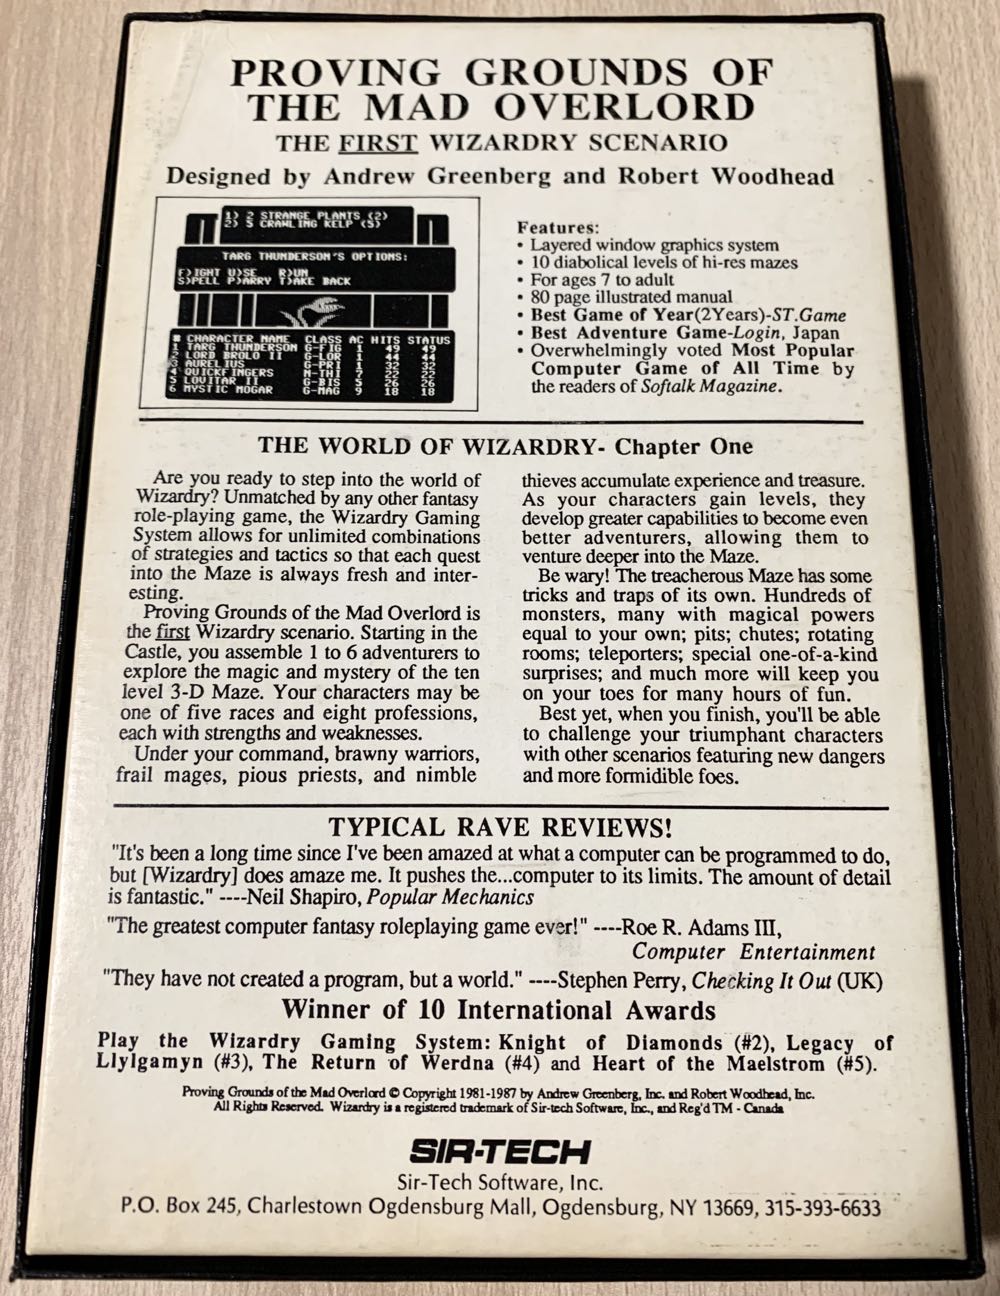 PROVING GROUNDS OF
THE MAD OVERLORD
THE FIRST WIZARDRY SCENARIO
Designed by Andrew Greenberg and Robert Woodhead
1) 2 STRANGE PLANTS (2)
2) 5 CRAWLING KELP (5)
TARG THUNDERSON'S OPTIONS:
F)IGHT U)SE R)UN
S)PELL P)ARRY T)AKE BACK
# CHARACTER NAME CLASS AC HITS STATUS
1 TARG THUNDERSON G-FIG 1 49 49
2 LORD BROLO II G-LOR 1 44 44
3 AURELIUS G-PRI 1 32 32
4 QUICKFINGERS N-THI 7 22 22
5 LOVITAR II G-BIS 5 26 26
6 MYSTIC MOGAR G-MAG 9 18 18
Features:
• Layered window graphics system
• 10 diabolical levels of hi-res mazes
• For ages 7 to adult
• 80 page illustrated manual
• Best Game of Year(2Years)-ST.Game
• Best Adventure Game-Login, Japan
• Overwhelmingly voted Most Popular
Computer Game of All Time by
the readers of Softalk Magazine.
THE WORLD OF WIZARDRY- Chapter One
Are you ready to step into the world of
Wizardry? Unmatched by any other fantasy
role-playing game, the Wizardry Gaming
System allows for unlimited combinations
of strategies and tactics so that each quest
into the Maze is always fresh and inter-
esting.
Proving Grounds of the Mad Overlord is
the first Wizardry scenario. Starting in the
Castle, you assemble 1 to 6 adventurers to
explore the magic and mystery of the ten
level 3-D Maze. Your characters may be
one of five races and eight professions,
each with strengths and weaknesses.
Under your command, brawny warriors,
frail mages, pious priests, and nimble
thieves accumulate experience and treasure.
As your characters gain levels, they
develop greater capabilities to become even
better adventurers, allowing them to
venture deeper into the Maze.
Be wary! The treacherous Maze has some
tricks and traps of its own. Hundreds of
monsters, many with magical powers
equal to your own; pits; chutes; rotating
rooms; teleporters; special one-of-a-kind
surprises; and much more will keep you
on your toes for many hours of fun.
Best yet, when you finish, you'll be able
to challenge your triumphant characters
with other scenarios featuring new dangers
and more formidible foes.
TYPICAL RAVE REVIEWS!
"It's been a long time since I've been amazed at what a computer can be programmed to do,
but [Wizardry] does amaze me. It pushes the...computer to its limits. The amount of detail
is fantastic." ----Neil Shapiro, Popular Mechanics
"The greatest computer fantasy roleplaying game ever!" ----Roe R. Adams III,
Computer Entertainment
"They have not created a program, but a world." ----Stephen Perry, Checking It Out (UK)
Winner of 10 International Awards
Play the Wizardry Gaming System: Knight of Diamonds (#2), Legacy of
Llylgamyn (#3), The Return of Werdna (#4) and Heart of the Maelstrom (#5).
Proving Grounds of the Mad Overlord © Copyright 1981-1987 by Andrew Greenberg, Inc. and Robert Woodhead, Inc.
All Rights Reserved. Wizardry is a registered trademark of Sir-tech Software, Inc., and Reg'd TM - Canada
SIR-TECH
Sir-Tech Software, Inc.
P.O. Box 245, Charlestown Ogdensburg Mall, Ogdensburg, NY 13669, 315-393-6633